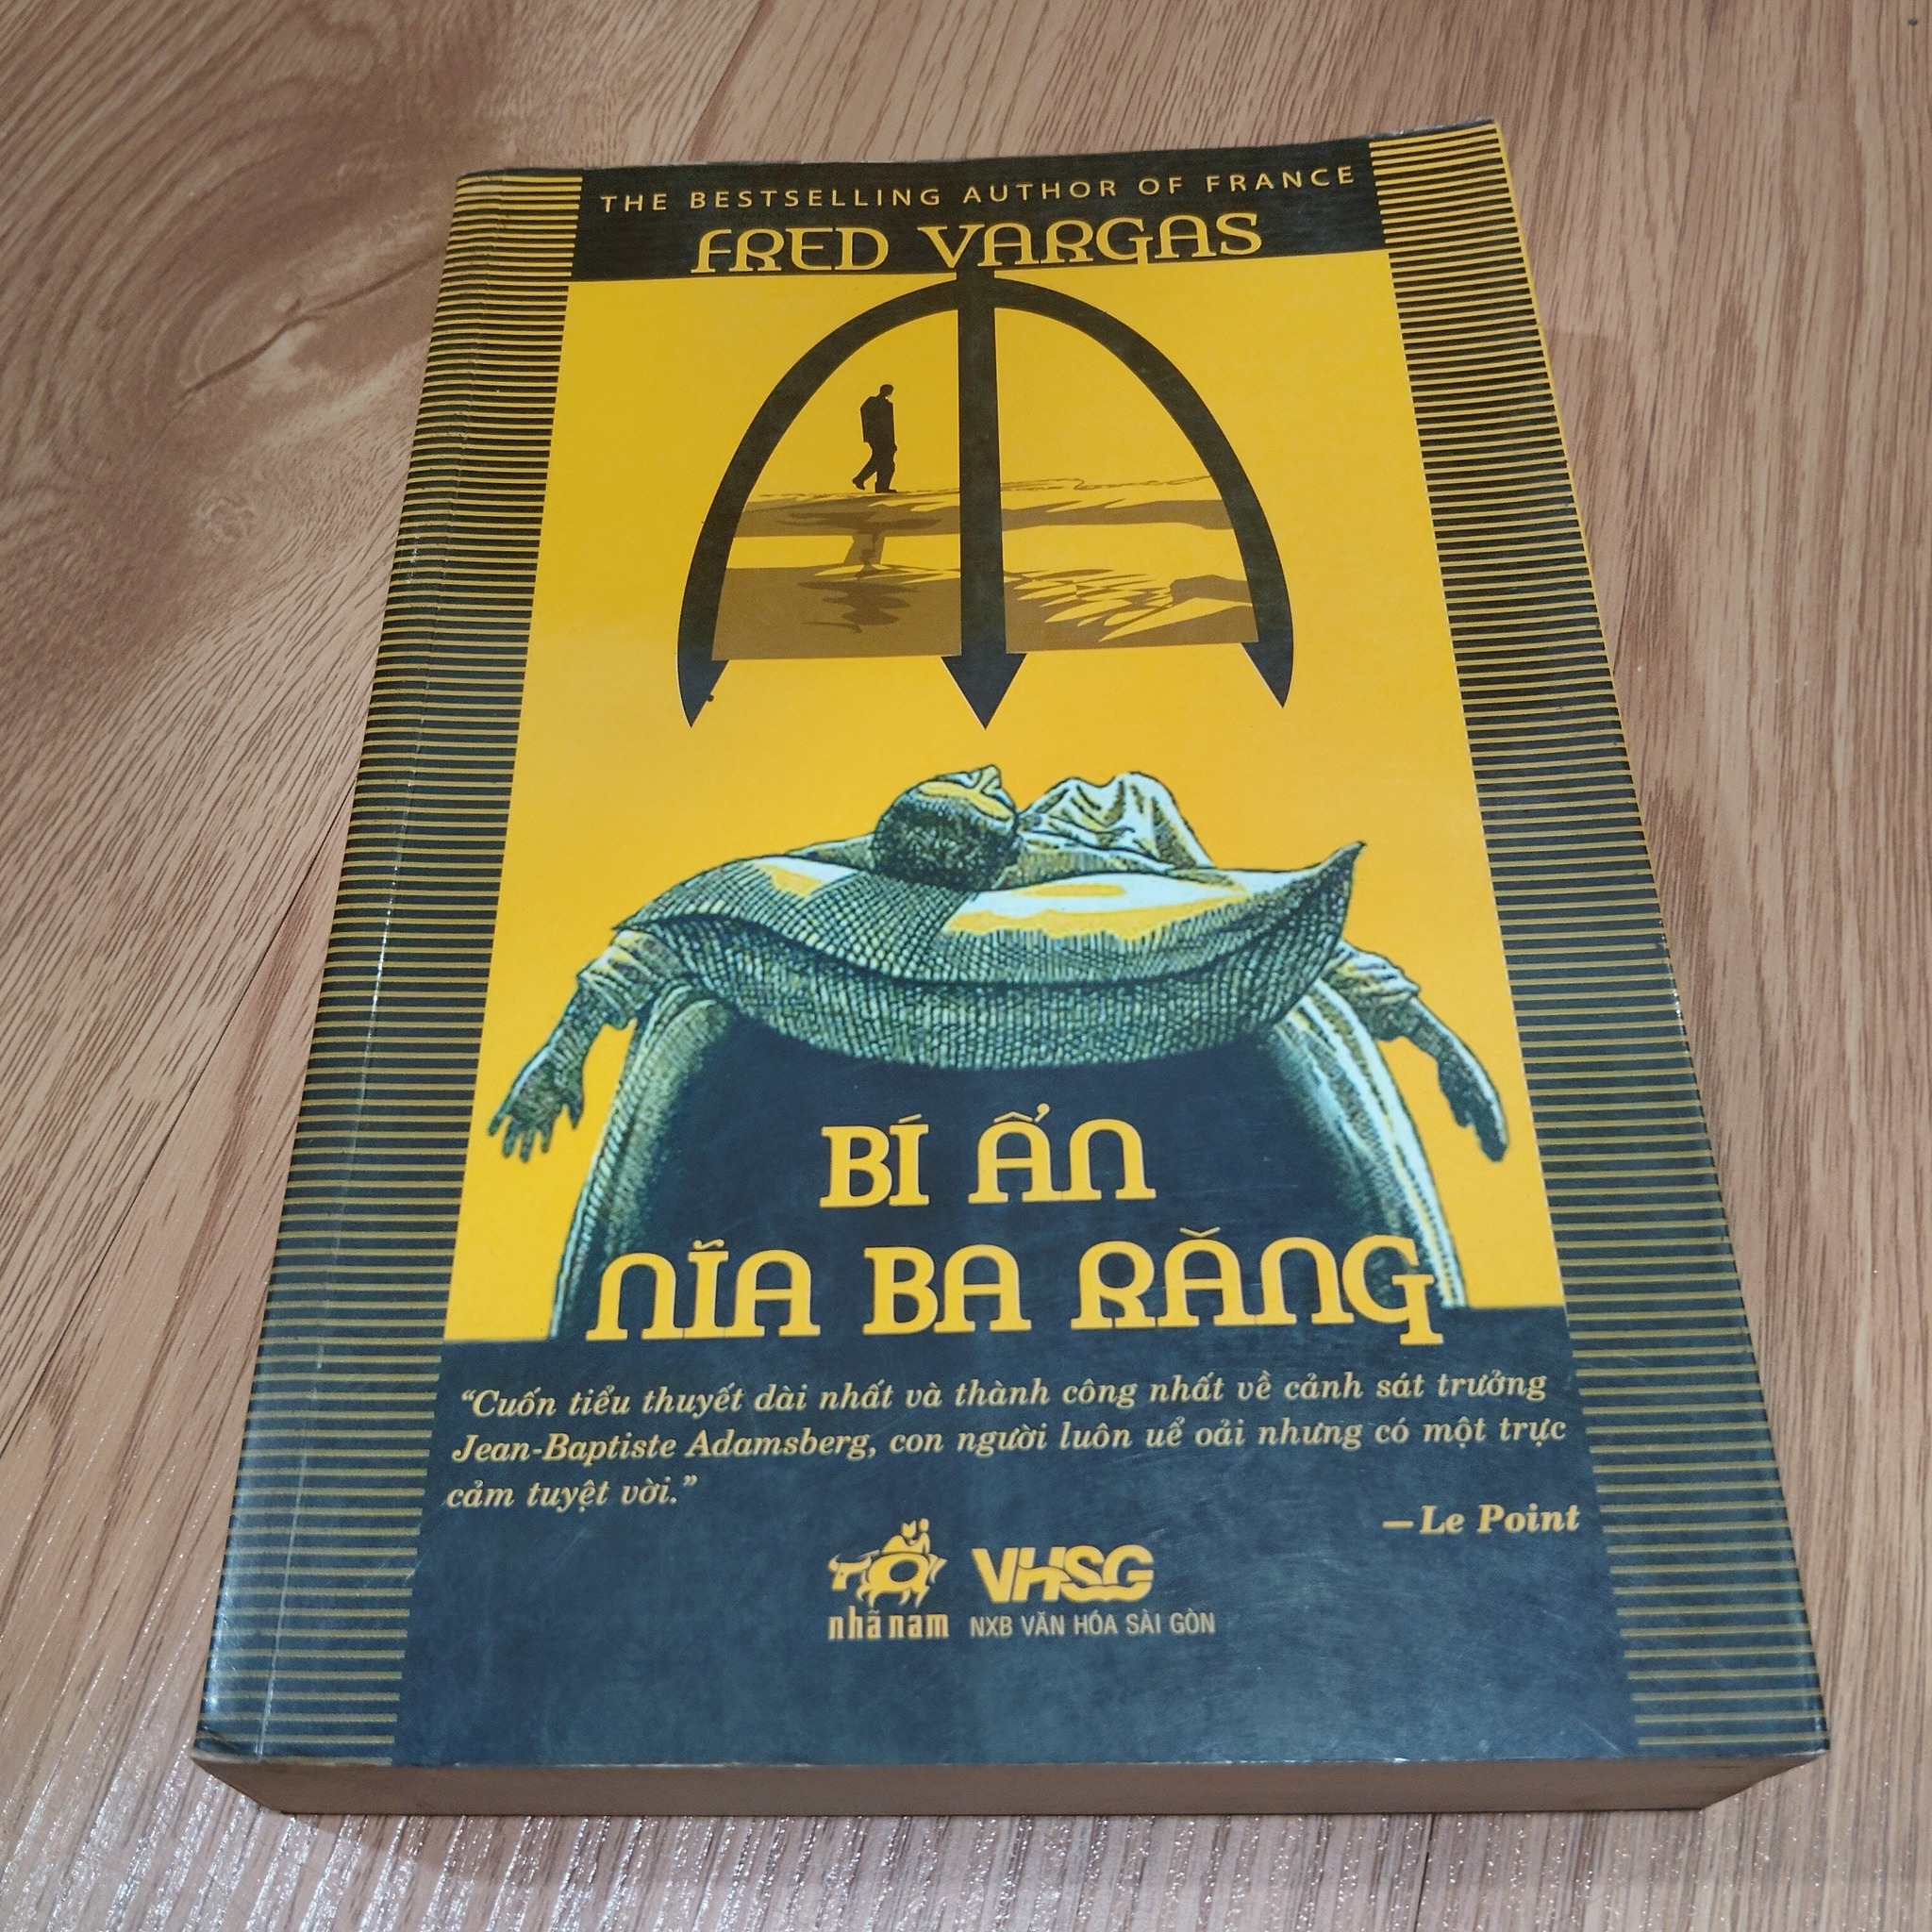 THE BESTSELLING AUTHOR OF FRANCE
FRED VARGAS
BÍ ẨN
NĨA BA RĂNG
“Cuốn tiểu thuyết dài nhất và thành công nhất về cảnh sát trưởng
Jean-Baptiste Adamsberg, con người luôn uể oải nhưng có một trực
cảm tuyệt vời.”
—Le Point
nhã nam
VHSG
NXB VĂN HÓA SÀI GÒN